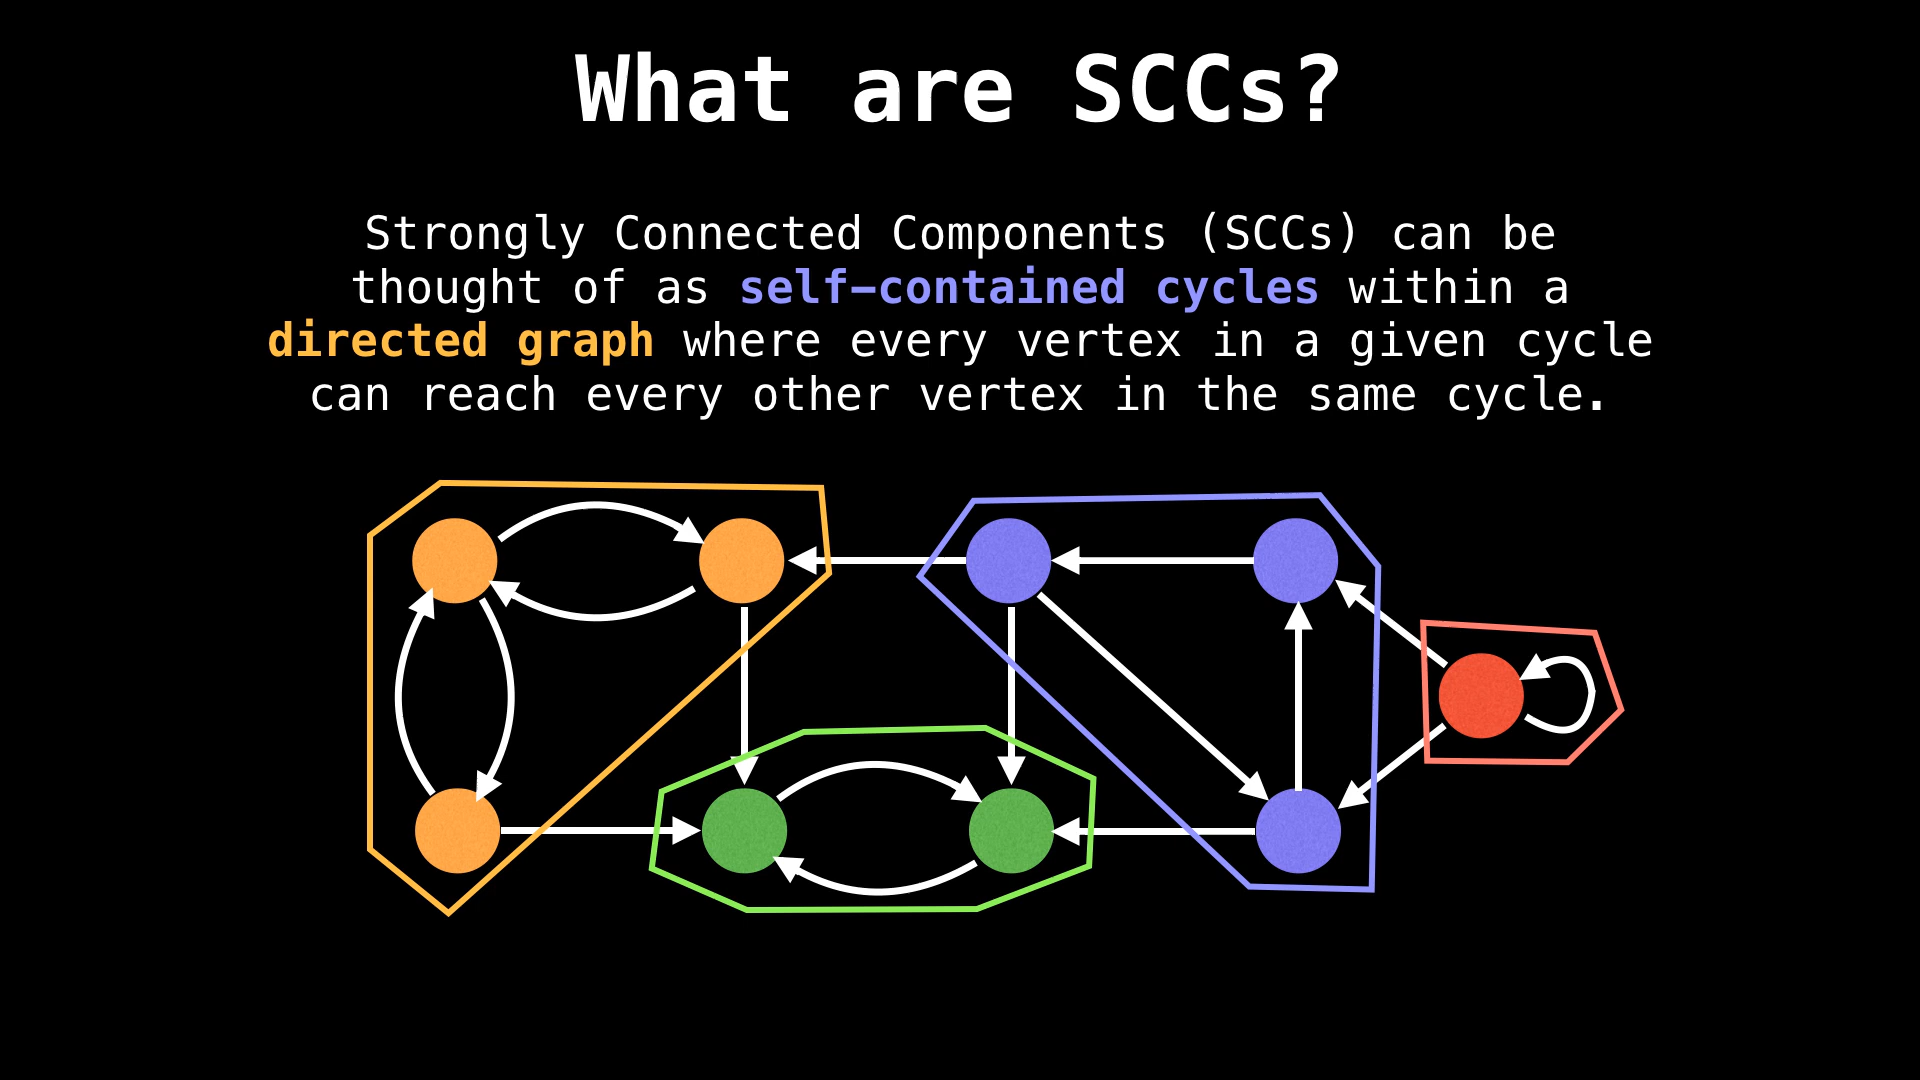 What are SCCs?
Strongly Connected Components (SCCs) can be
thought of as self-contained cycles within a
directed graph where every vertex in a given cycle
can reach every other vertex in the same cycle.